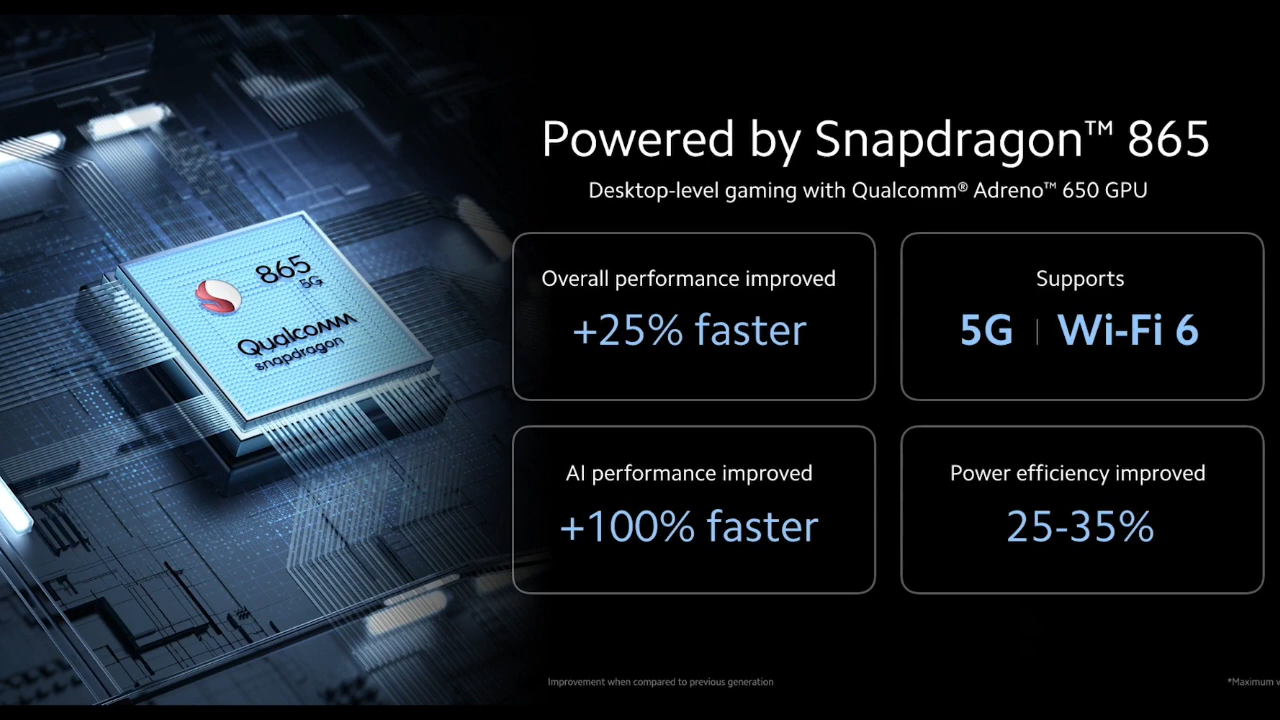 865
5G
Qualcomm
snapdragon
Powered by Snapdragon™ 865
Desktop-level gaming with Qualcomm® Adreno™ 650 GPU
Overall performance improved
+25% faster
Supports
5G | Wi-Fi 6
AI performance improved
+100% faster
Power efficiency improved
25-35%
Improvement when compared to previous generation
*Maximum